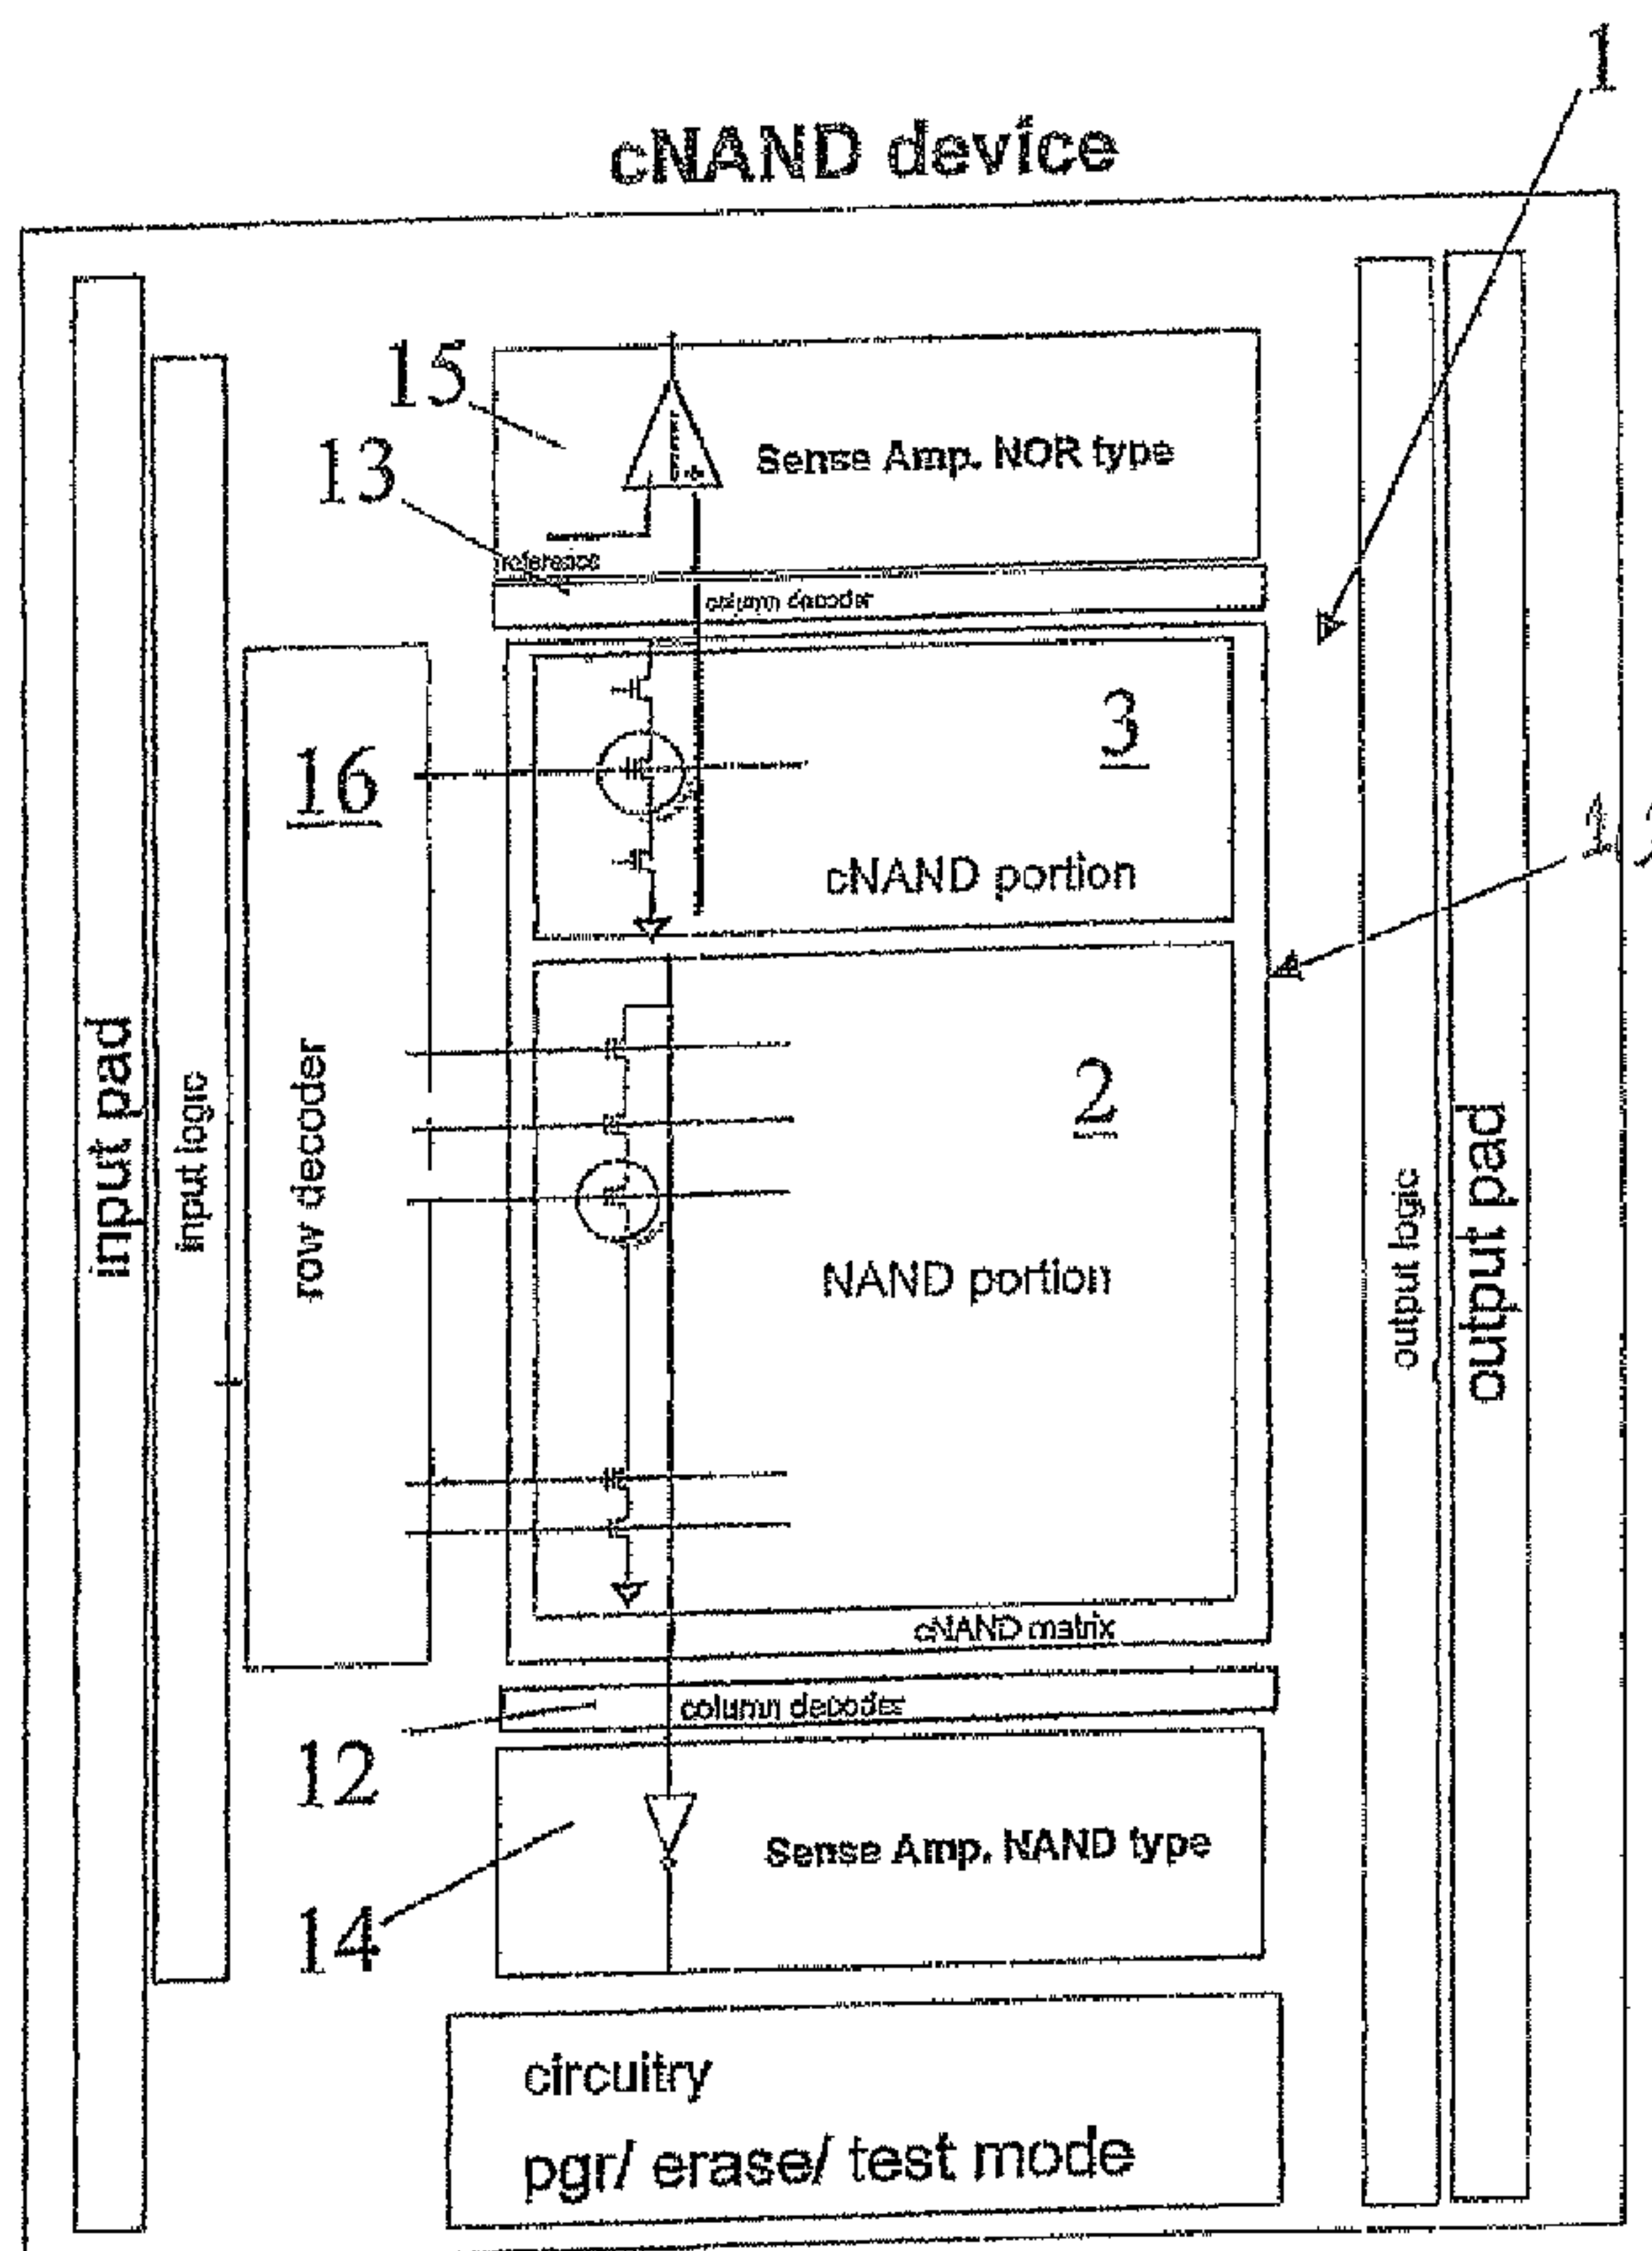 1
cNAND device
15
Sense Amp. NOR type
13
reference
column decoder
3
16
cNAND portion
2
input pad
input logic
row decoder
NAND portion
output logic
output pad
cNAND matrix
column decoder
12
Sense Amp. NAND type
14
circuitry
pgr/ erase/ test mode